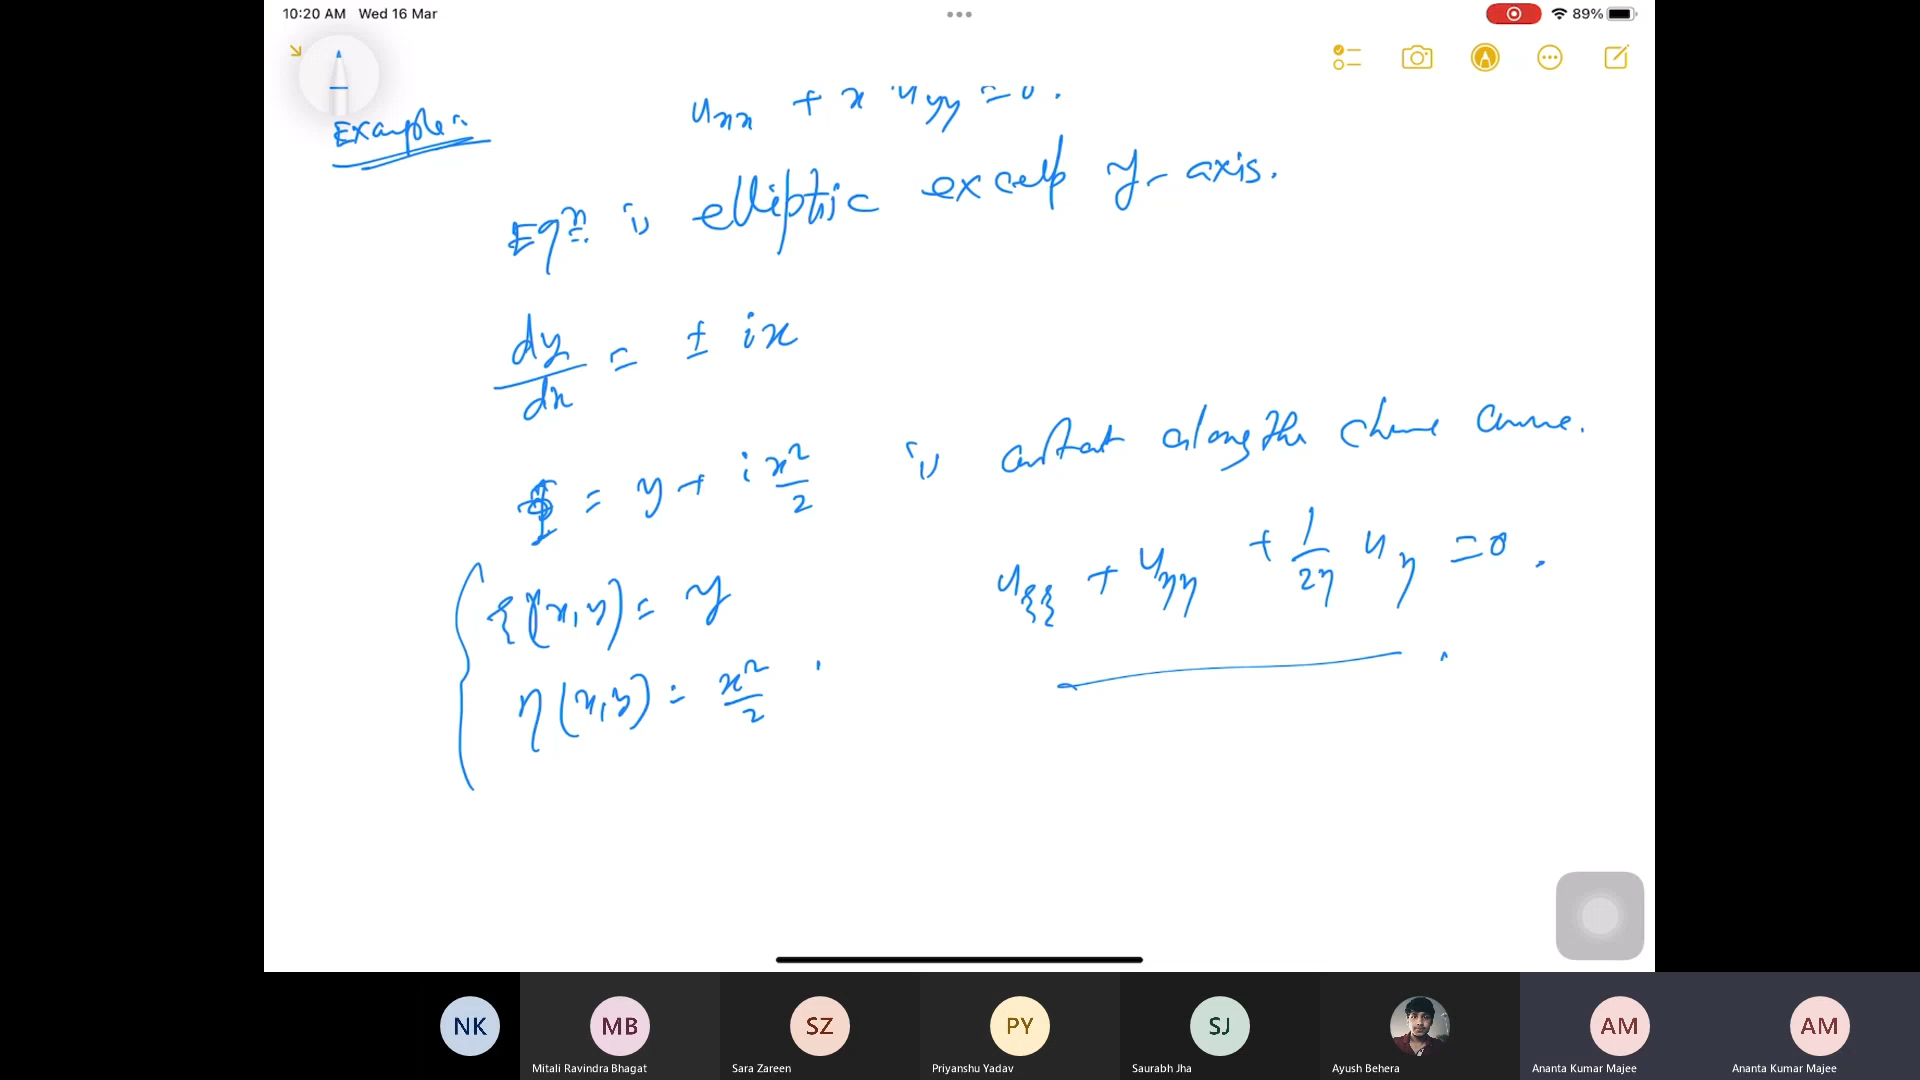 10:20 AM Wed 16 Mar
89%
Example:
u_xx + x u_yy = 0.
Eqⁿ. is elliptic except y-axis.
dy/dx = ± ix
Φ = y + i x²/2 is constant along the curve.
ξ(x,y) = y
u_ξξ + u_ηη + 1/2η u_η = 0.
η(x,y) = x²/2.
NK MB SZ PY SJ AM AM
Mitali Ravindra Bhagat Sara Zareen Priyanshu Yadav Saurabh Jha Ayush Behera Ananta Kumar Majee Ananta Kumar Majee